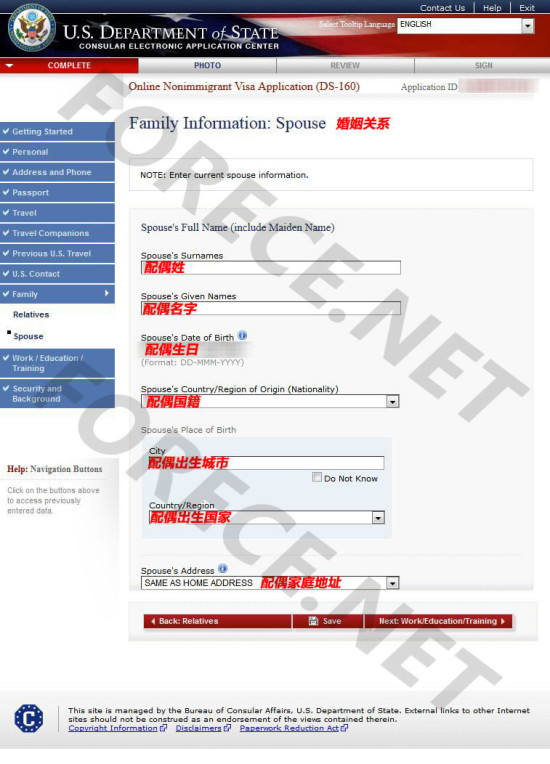 Contact Us | Help | Exit
U.S. DEPARTMENT of STATE
CONSULAR ELECTRONIC APPLICATION CENTER
Select Tooltip Language ENGLISH
COMPLETE PHOTO REVIEW SIGN
Online Nonimmigrant Visa Application (DS-160) Application ID
Getting Started
Personal
Address and Phone
Passport
Travel
Travel Companions
Previous U.S. Travel
U.S. Contact
Family
Relatives
Spouse
Work / Education /
Training
Security and
Background
Help: Navigation Buttons
Click on the buttons above
to access previously
entered data.
Family Information: Spouse 婚姻关系
NOTE: Enter current spouse information.
Spouse's Full Name (include Maiden Name)
Spouse's Surnames
配偶姓
Spouse's Given Names
配偶名字
Spouse's Date of Birth
配偶生日
(Format: DD-MMM-YYYY)
Spouse's Country/Region of Origin (Nationality)
配偶国籍
Spouse's Place of Birth
City
配偶出生城市
Do Not Know
Country/Region
配偶出生国家
Spouse's Address
SAME AS HOME ADDRESS 配偶家庭地址
Back: Relatives Save Next: Work/Education/Training
This site is managed by the Bureau of Consular Affairs, U.S. Department of State. External links to other Internet
sites should not be construed as an endorsement of the views contained therein.
Copyright Information Disclaimers Paperwork Reduction Act
FORECE.NET
FORECE.NET